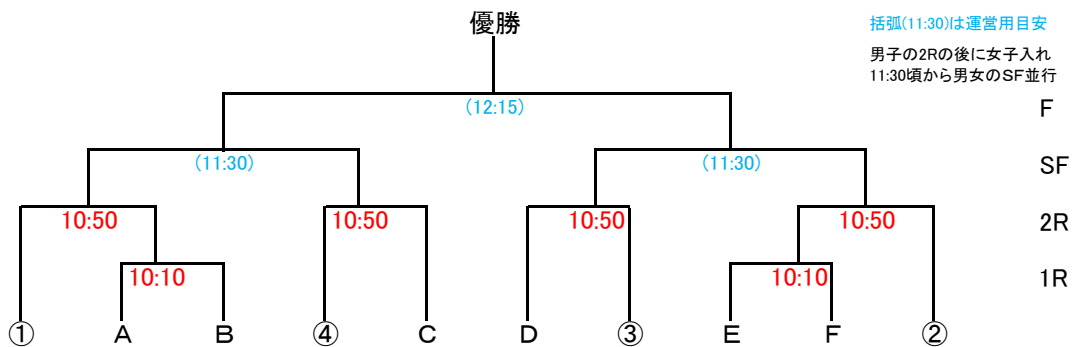 優勝
括弧(11:30)は運営用目安
男子の2Rの後に女子入れ
11:30頃から男女のSF並行
(12:15)
F
(11:30) (11:30)
SF
10:50 10:50 10:50 10:50
2R
10:10 10:10
1R
① A B ④ C D ③ E F ②